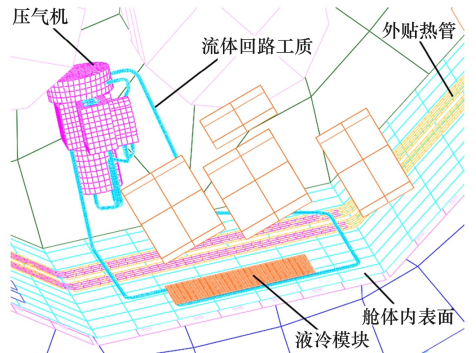 压气机
流体回路工质
外贴热管
舱体内表面
液冷模块